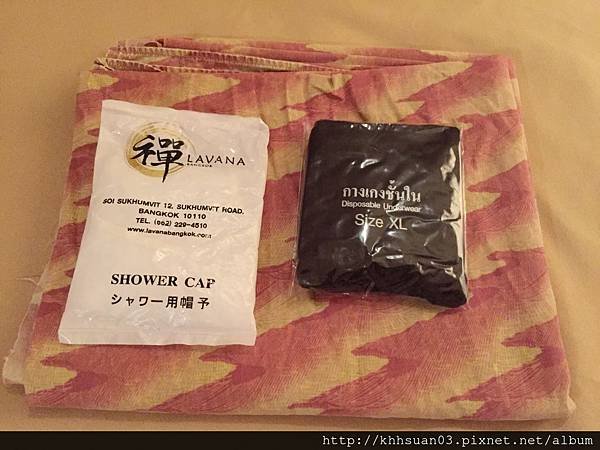 禪 LAVANA
BANGKOK
SOI SUKHUMVIT 12, SUKHUMVIT ROAD,
BANGKOK 10110
TEL. (662) 229-4510
www.lavanabangkok.com
SHOWER CAP
シャワー用帽予
กางเกงชั้นใน
Disposable Underwear
Size XL
http://khhsuan03.pixnet.net/album